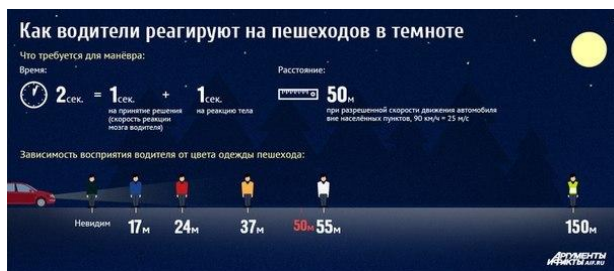 Как водители реагируют на пешеходов в темноте
Что требуется для манёвра:
Время:
2сек. = 1сек. + 1сек.
на принятие решения
(скорость реакции
мозга водителя)
на реакцию тела
Расстояние:
50м
при разрешенной скорости движения автомобиля
вне населённых пунктов, 90 км/ч = 25 м/с
Зависимость восприятия водителя от цвета одежды пешехода:
Невидим 17м 24м 37м 50м 55м 150м
АРГУМЕНТЫ
И ФАКТЫ AIF.RU